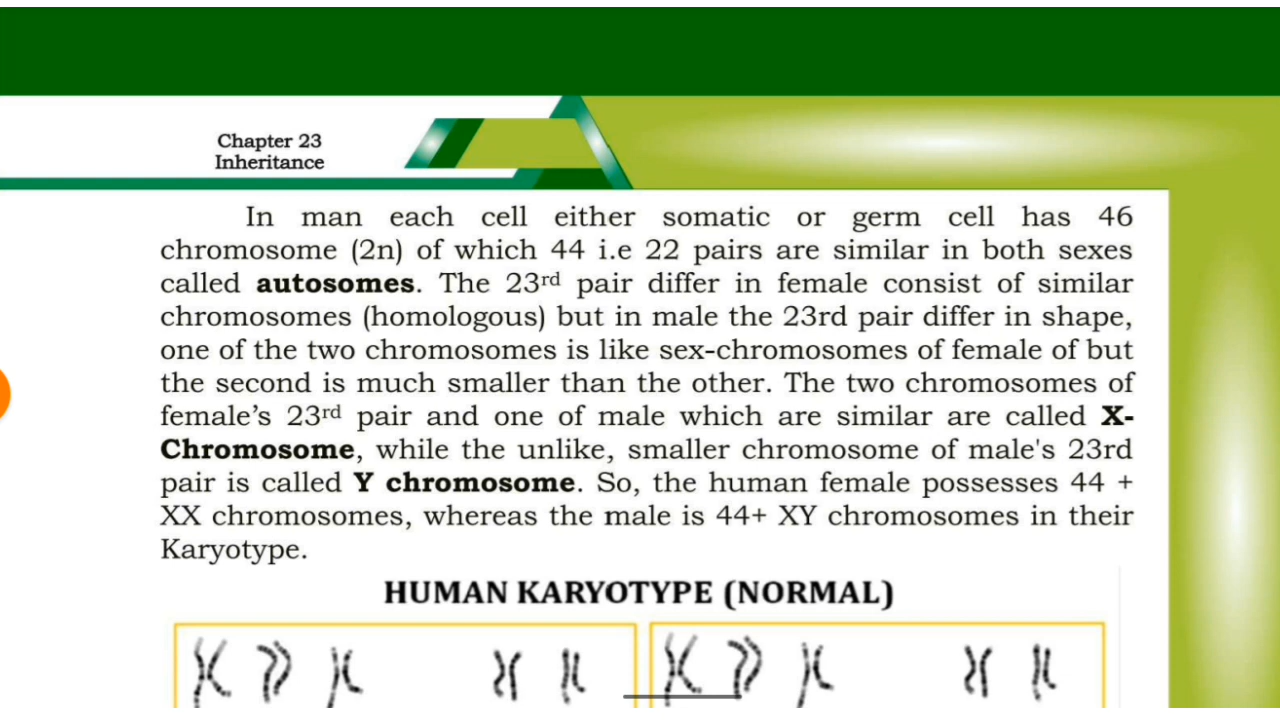 Chapter 23
Inheritance
In man each cell either somatic or germ cell has 46
chromosome (2n) of which 44 i.e 22 pairs are similar in both sexes
called autosomes. The 23rd pair differ in female consist of similar
chromosomes (homologous) but in male the 23rd pair differ in shape,
one of the two chromosomes is like sex-chromosomes of female of but
the second is much smaller than the other. The two chromosomes of
female’s 23rd pair and one of male which are similar are called X-
Chromosome, while the unlike, smaller chromosome of male's 23rd
pair is called Y chromosome. So, the human female possesses 44 +
XX chromosomes, whereas the male is 44+ XY chromosomes in their
Karyotype.
HUMAN KARYOTYPE (NORMAL)